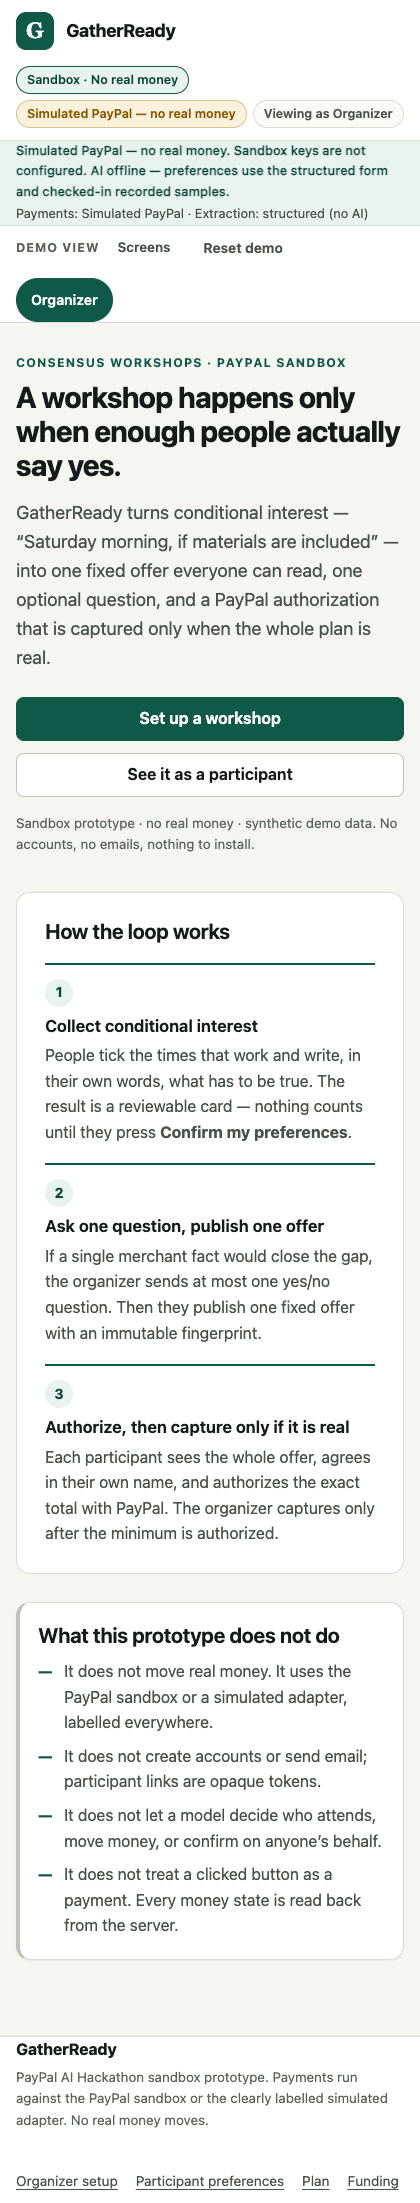 G GatherReady
Sandbox · No real money
Simulated PayPal — no real money
Viewing as Organizer
Simulated PayPal — no real money. Sandbox keys are not
configured. AI offline — preferences use the structured form
and checked-in recorded samples.
Payments: Simulated PayPal · Extraction: structured (no AI)
DEMO VIEW Screens Reset demo
Organizer
CONSENSUS WORKSHOPS · PAYPAL SANDBOX
A workshop happens only
when enough people actually
say yes.
GatherReady turns conditional interest —
“Saturday morning, if materials are included” —
into one fixed offer everyone can read, one
optional question, and a PayPal authorization
that is captured only when the whole plan is
real.
Set up a workshop
See it as a participant
Sandbox prototype · no real money · synthetic demo data. No
accounts, no emails, nothing to install.
How the loop works
1
Collect conditional interest
People tick the times that work and write, in
their own words, what has to be true. The
result is a reviewable card — nothing counts
until they press Confirm my preferences.
2
Ask one question, publish one offer
If a single merchant fact would close the gap,
the organizer sends at most one yes/no
question. Then they publish one fixed offer
with an immutable fingerprint.
3
Authorize, then capture only if it is real
Each participant sees the whole offer, agrees
in their own name, and authorizes the exact
total with PayPal. The organizer captures only
after the minimum is authorized.
What this prototype does not do
— It does not move real money. It uses the
PayPal sandbox or a simulated adapter,
labelled everywhere.
— It does not create accounts or send email;
participant links are opaque tokens.
— It does not let a model decide who attends,
move money, or confirm on anyone’s behalf.
— It does not treat a clicked button as a
payment. Every money state is read back
from the server.
GatherReady
PayPal AI Hackathon sandbox prototype. Payments run
against the PayPal sandbox or the clearly labelled simulated
adapter. No real money moves.
Organizer setup Participant preferences Plan Funding